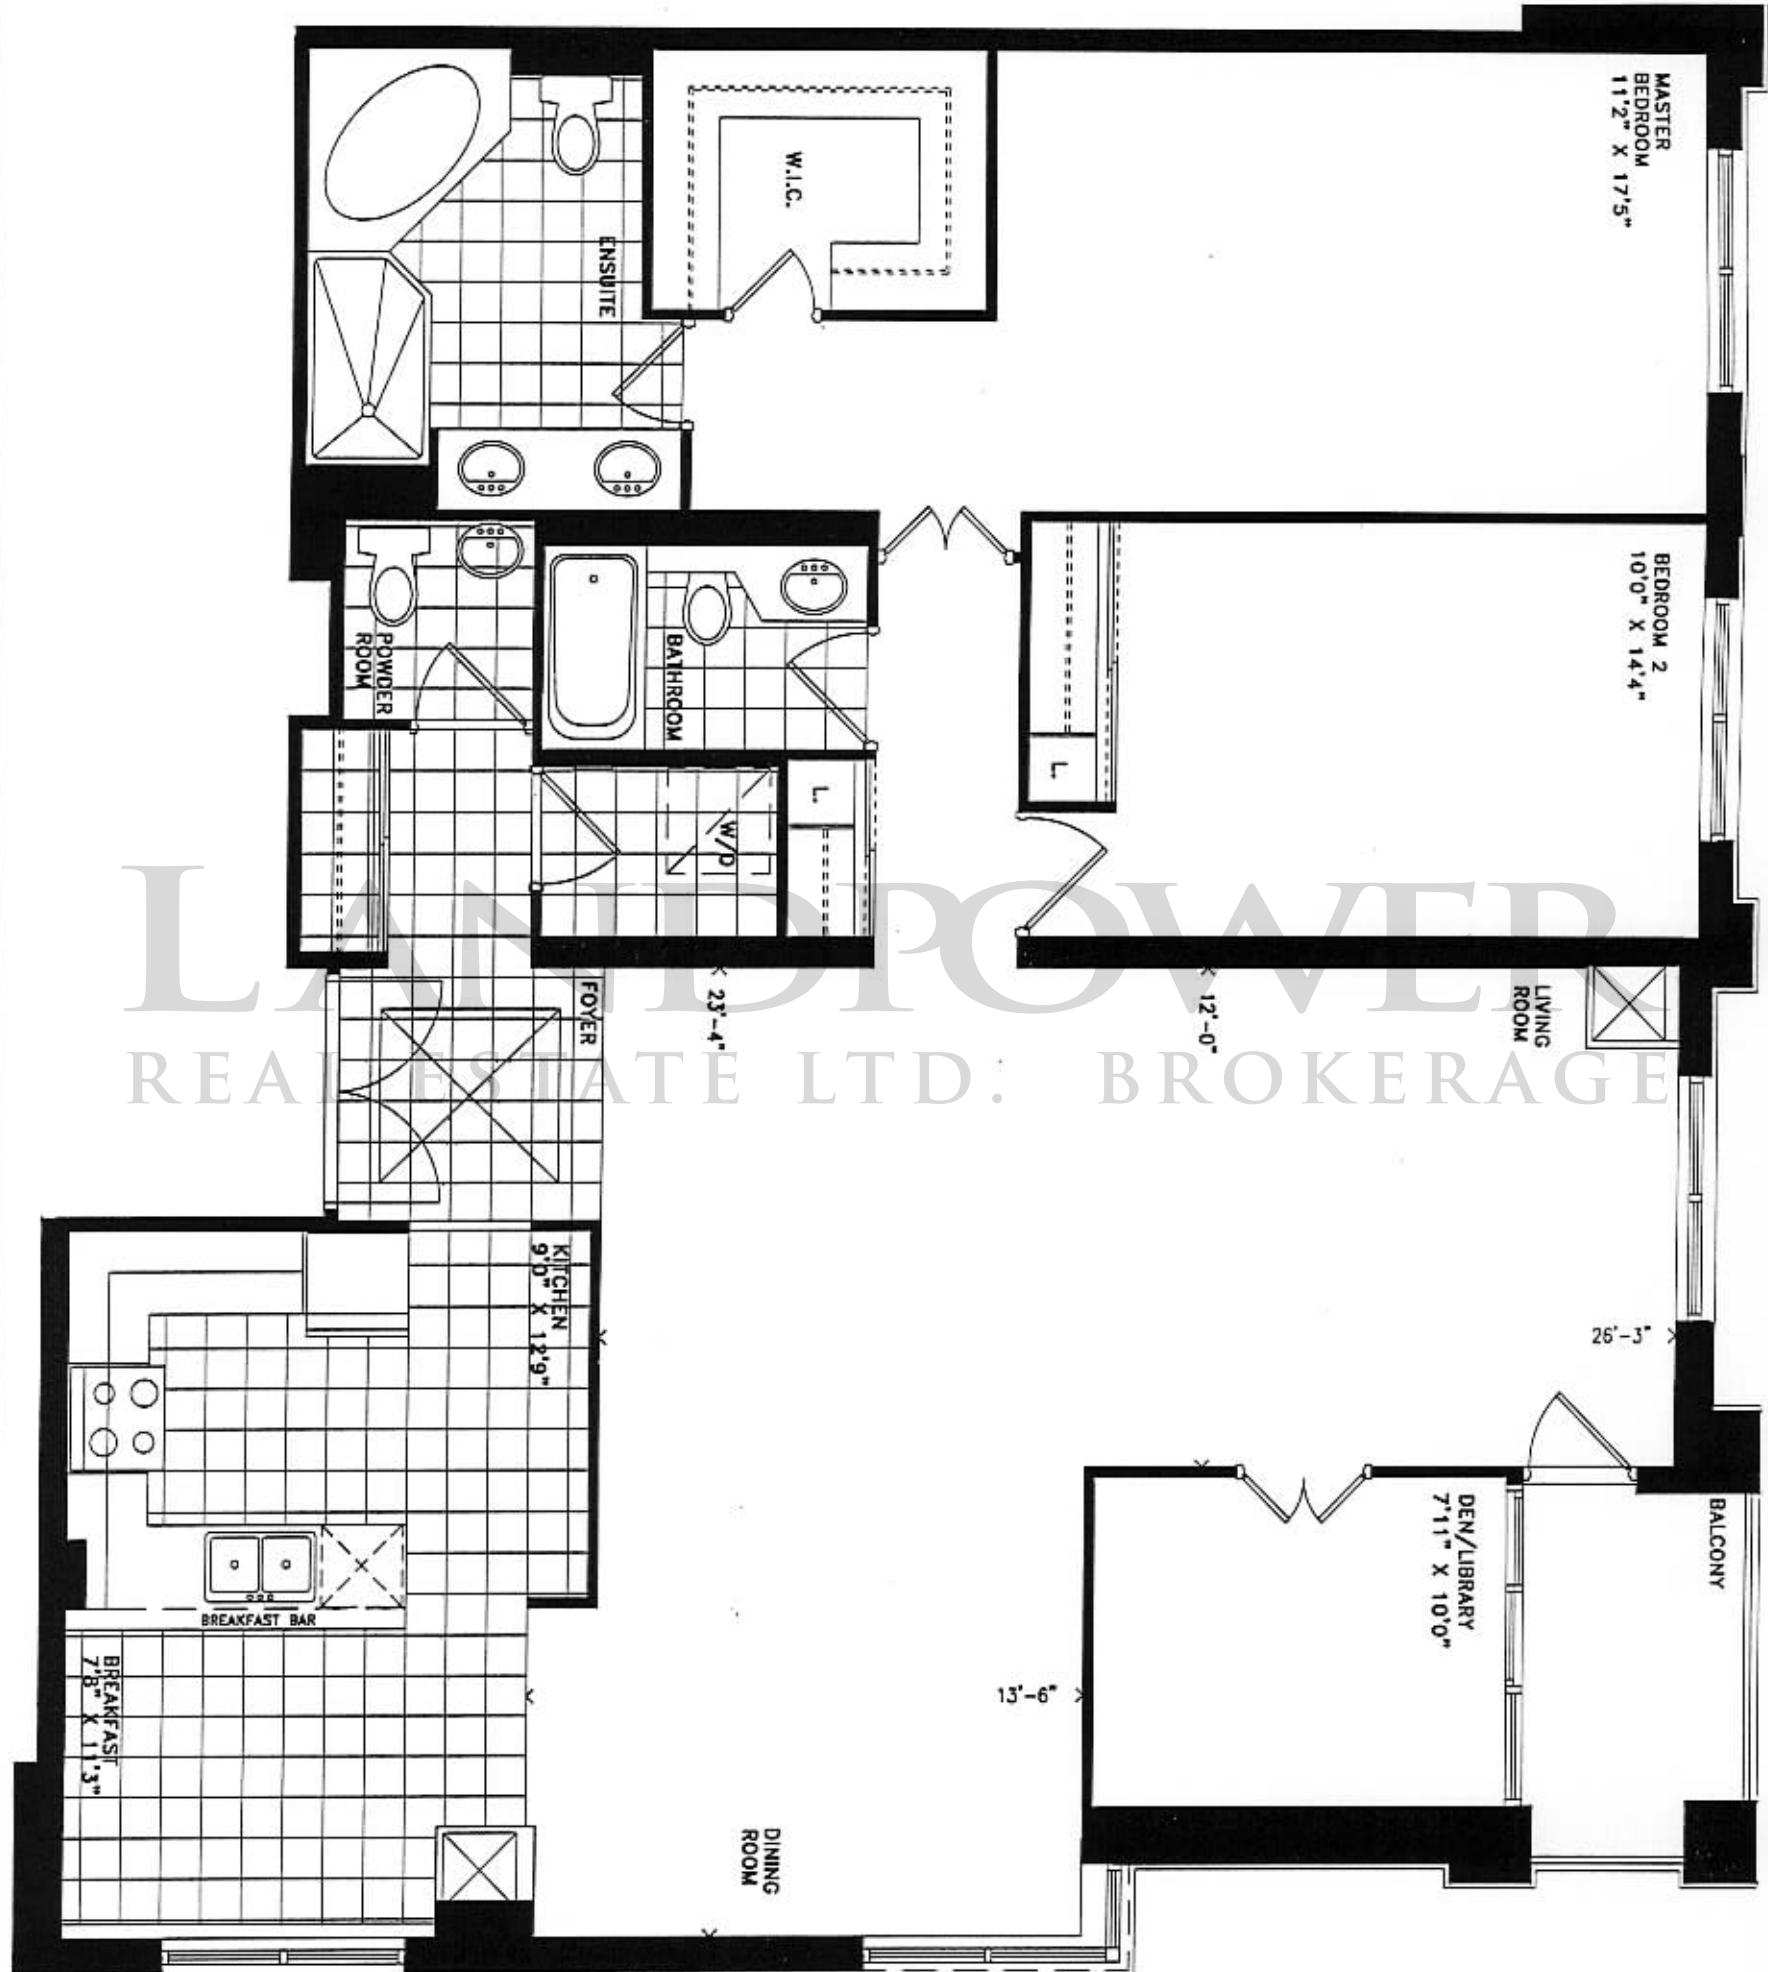 MASTER
BEDROOM
11'2" X 17'5"
W.I.C.
ENSUITE
BEDROOM 2
10'0" X 14'4"
POWDER
ROOM
BATHROOM
L.
L.
W/D
LANDPOWER
REAL ESTATE LTD. BROKERAGE
FOYER
23'-4"
12'-0"
LIVING
ROOM
KITCHEN
9'0" X 12'9"
26'-3"
DEN/LIBRARY
7'11" X 10'0"
BALCONY
BREAKFAST BAR
BREAKFAST
7'8" X 11'3"
13'-6"
DINING
ROOM